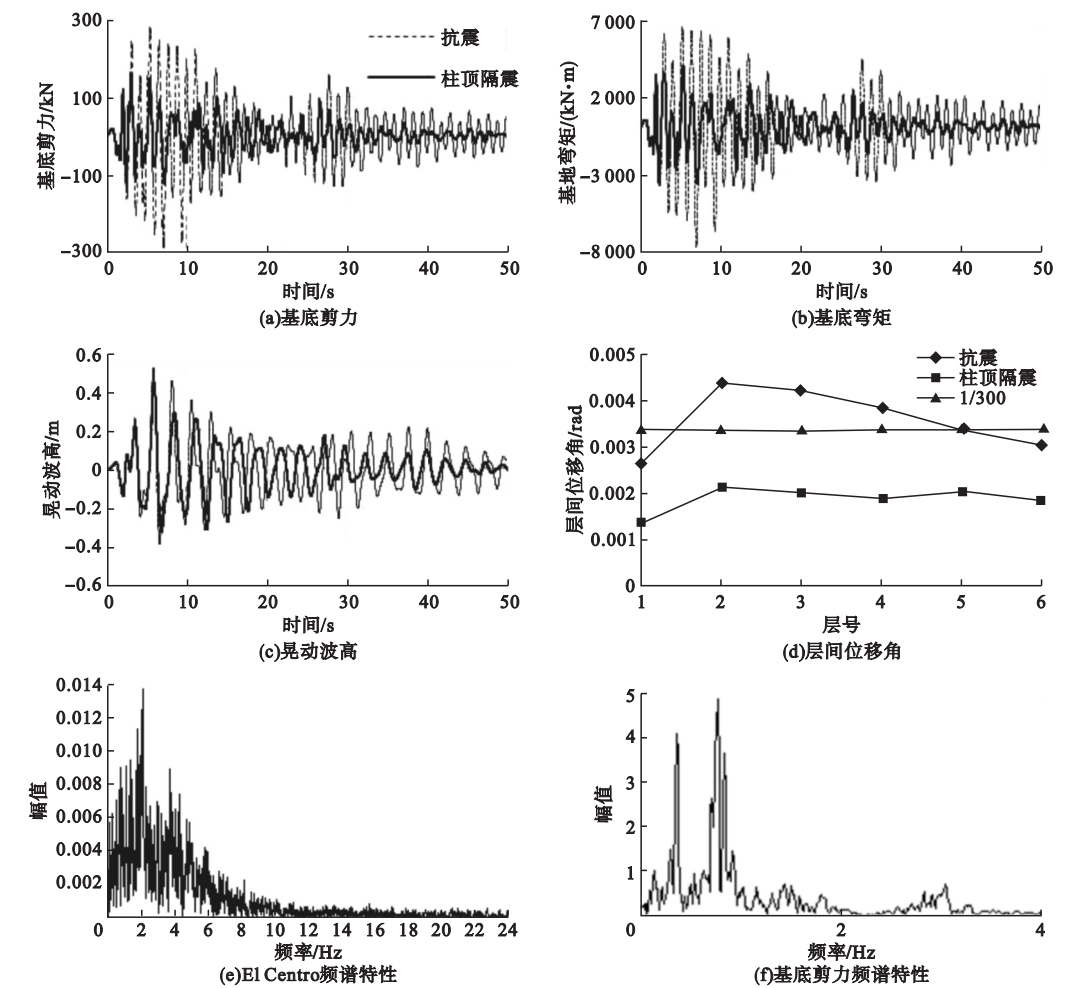 300
100
−100
−300
基底剪力/kN
抗震
柱顶隔震
0 10 20 30 40 50
时间/s
(a)基底剪力
7 000
2 000
−3 000
−8 000
基地弯矩/(kN·m)
0 10 20 30 40 50
时间/s
(b)基底弯矩
0.6
0.4
0.2
0
−0.2
−0.4
−0.6
晃动波高/m
0 10 20 30 40 50
时间/s
(c)晃动波高
0.005
0.004
0.003
0.002
0.001
0
层间位移角/rad
抗震
柱顶隔震
1/300
1 2 3 4 5 6
层号
(d)层间位移角
0.014
0.012
0.010
0.008
0.006
0.004
0.002
幅值
0 2 4 6 8 10 12 14 16 18 20 22 24
频率/Hz
(e)El Centro频谱特性
5
4
3
2
1
幅值
0 2 4
频率/Hz
(f)基底剪力频谱特性